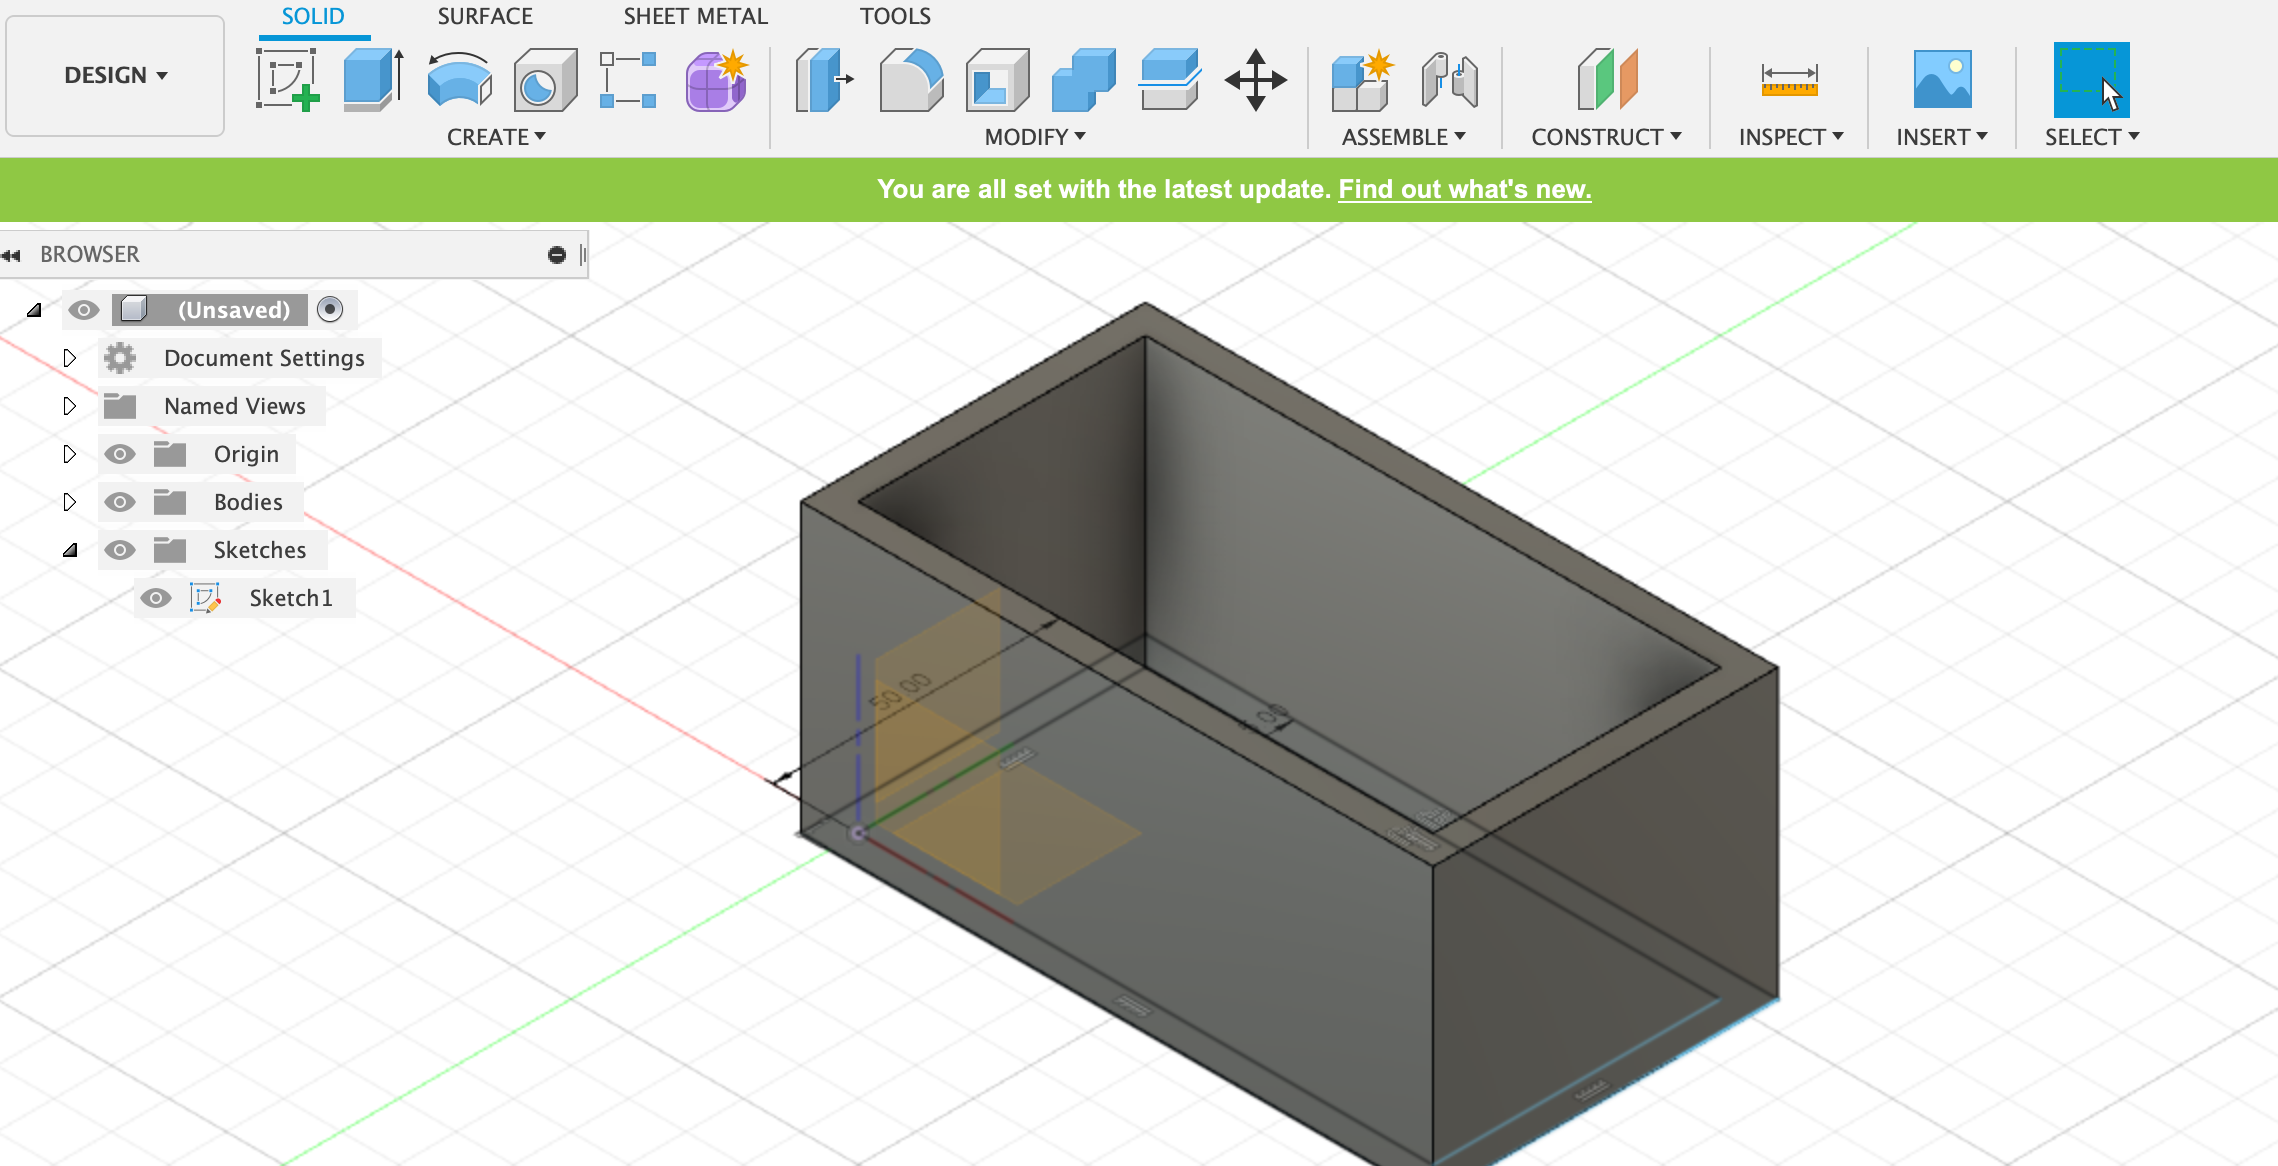 SOLID SURFACE SHEET METAL TOOLS
DESIGN
CREATE MODIFY ASSEMBLE CONSTRUCT INSPECT INSERT SELECT
You are all set with the latest update. Find out what's new.
BROWSER
(Unsaved)
Document Settings
Named Views
Origin
Bodies
Sketches
Sketch1
50.00